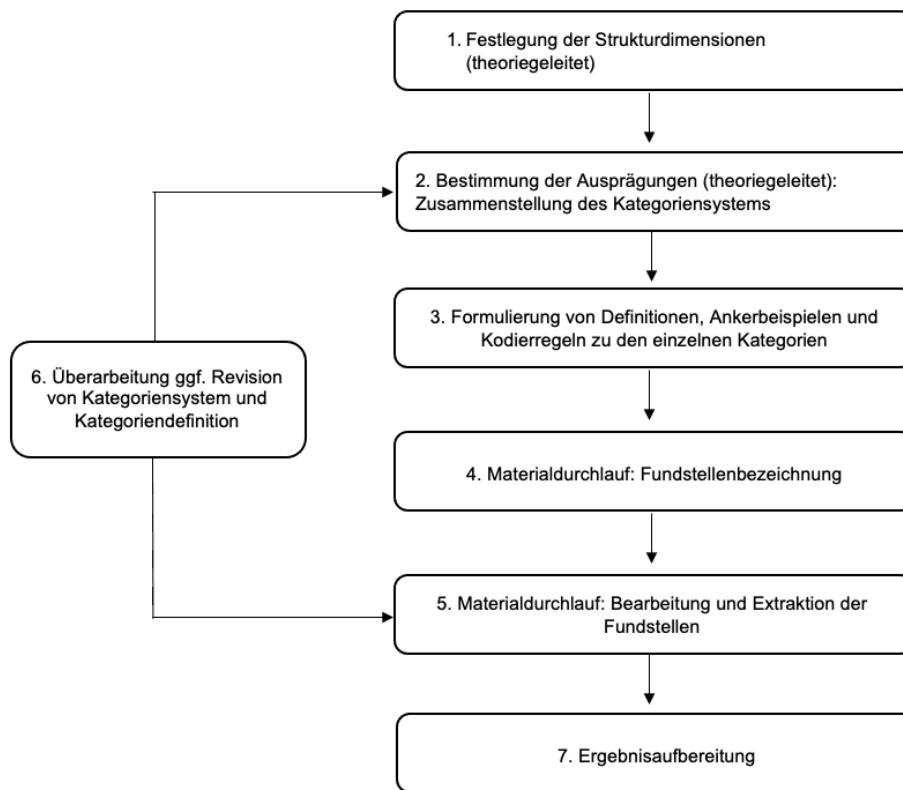 1. Festlegung der Strukturdimensionen
(theoriegeleitet)
2. Bestimmung der Ausprägungen (theoriegeleitet):
Zusammenstellung des Kategoriensystems
3. Formulierung von Definitionen, Ankerbeispielen und
Kodierregeln zu den einzelnen Kategorien
6. Überarbeitung ggf. Revision
von Kategoriensystem und
Kategoriendefinition
4. Materialdurchlauf: Fundstellenbezeichnung
5. Materialdurchlauf: Bearbeitung und Extraktion der
Fundstellen
7. Ergebnisaufbereitung